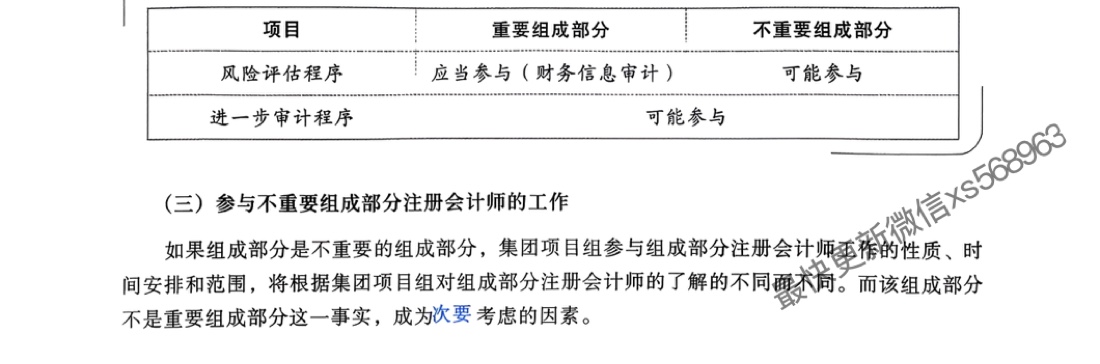 项目 重要组成部分 不重要组成部分
风险评估程序 应当参与（财务信息审计） 可能参与
进一步审计程序 可能参与
（三）参与不重要组成部分注册会计师的工作
如果组成部分是不重要的组成部分，集团项目组参与组成部分注册会计师工作的性质、时
间安排和范围，将根据集团项目组对组成部分注册会计师的了解的不同而不同。而该组成部分
不是重要组成部分这一事实，成为次要考虑的因素。
最快更新微信xs568963